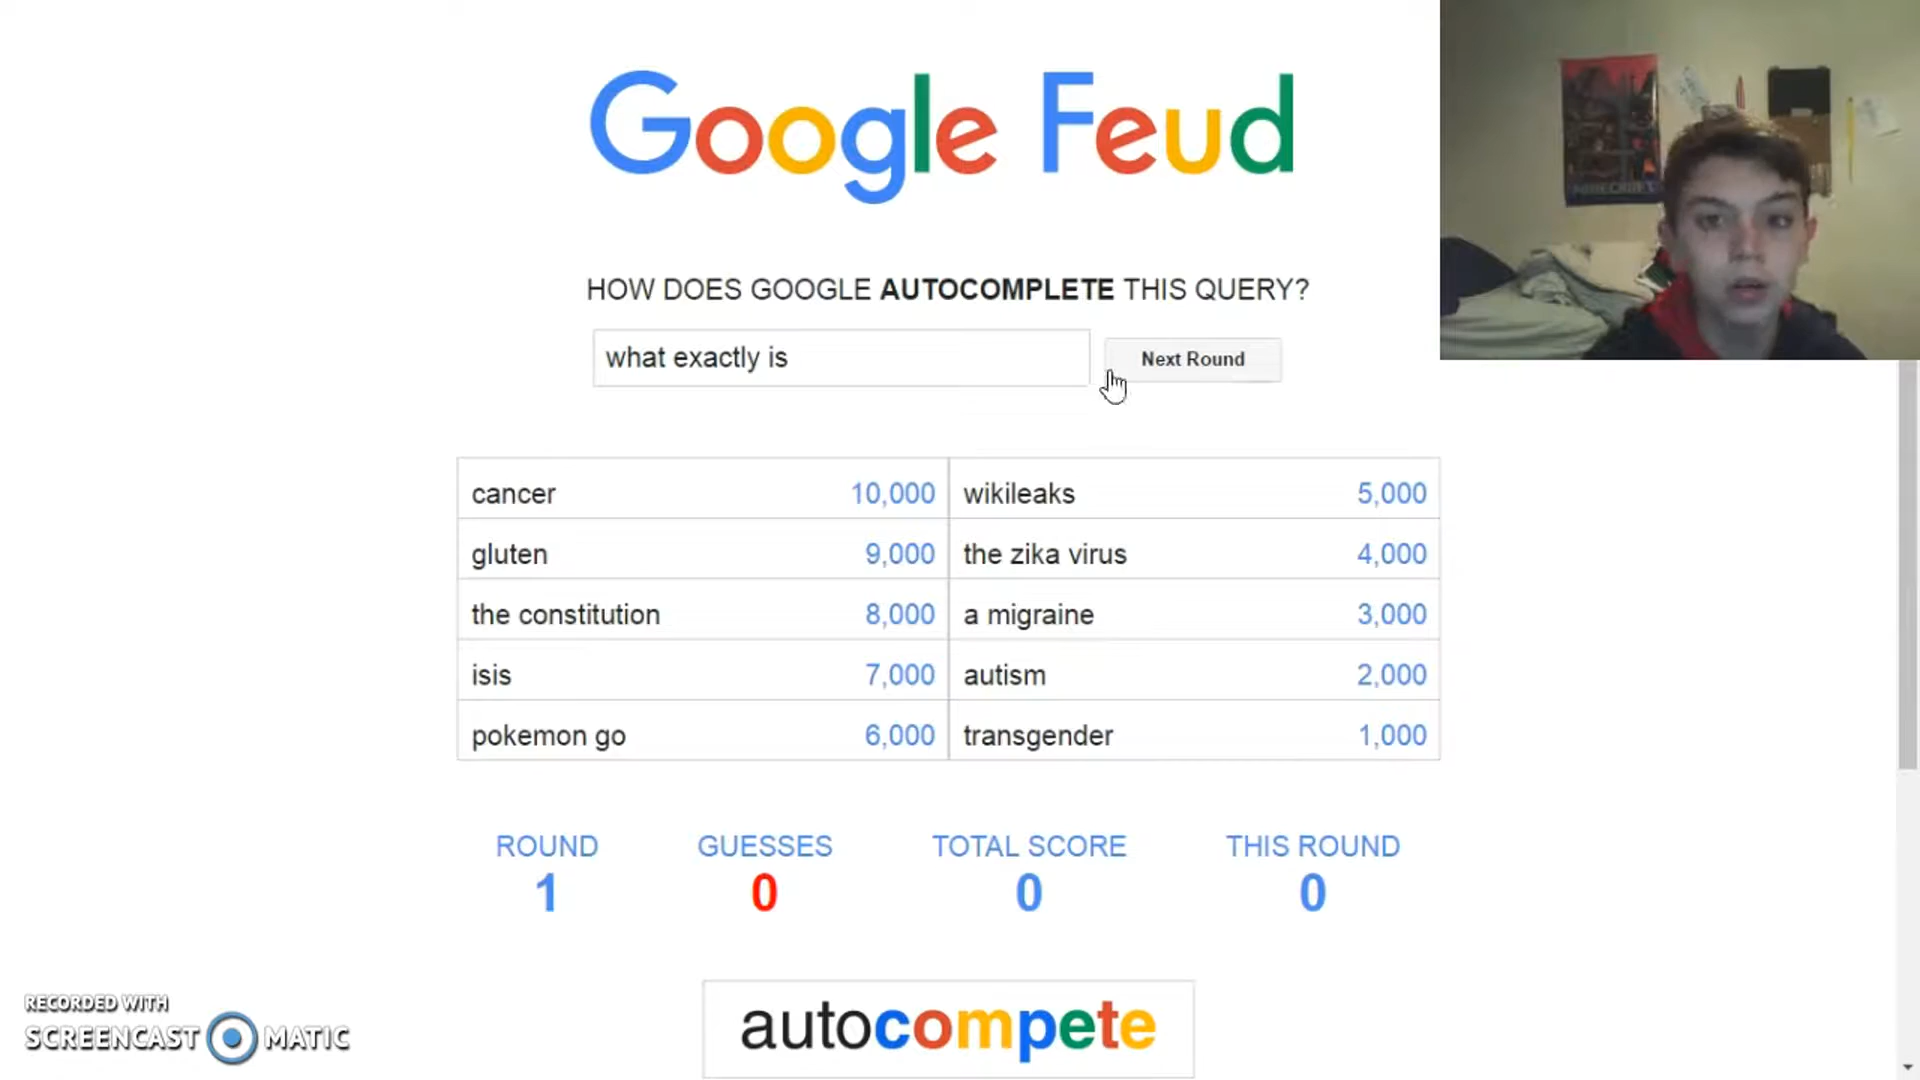 Google Feud
HOW DOES GOOGLE AUTOCOMPLETE THIS QUERY?
what exactly is
Next Round
cancer 10,000
wikileaks 5,000
gluten 9,000
the zika virus 4,000
the constitution 8,000
a migraine 3,000
isis 7,000
autism 2,000
pokemon go 6,000
transgender 1,000
ROUND GUESSES TOTAL SCORE THIS ROUND
1 0 0 0
autocompete
RECORDED WITH
SCREENCAST MATIC
MINECRAFT